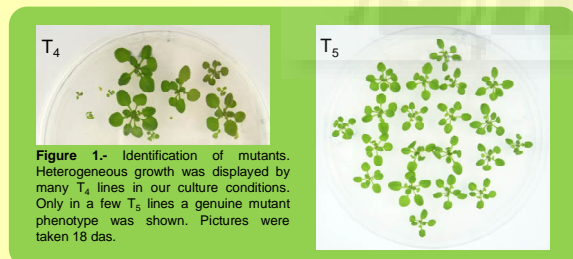 T4
T5
Figure 1.- Identification of mutants.
Heterogeneous growth was displayed by
many T4 lines in our culture conditions.
Only in a few T5 lines a genuine mutant
phenotype was shown. Pictures were
taken 18 das.